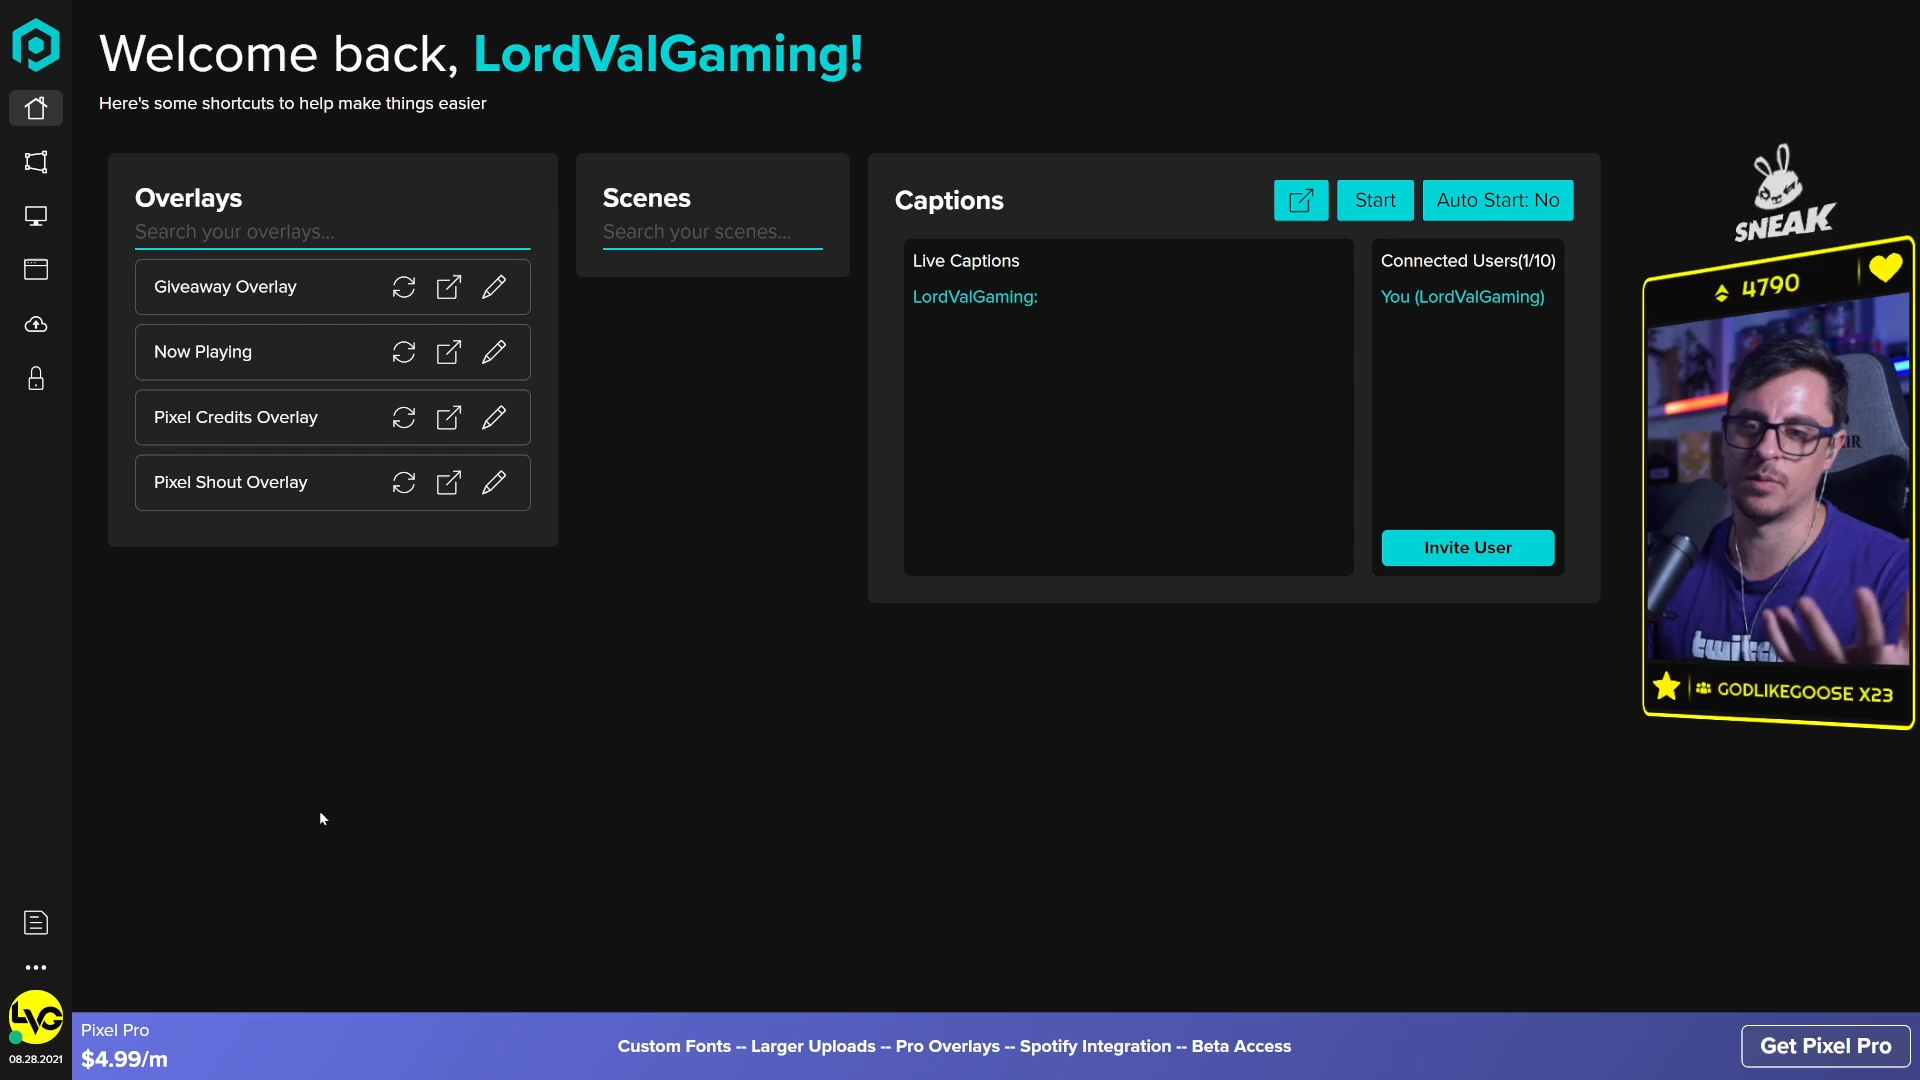 Welcome back, LordValGaming!
Here's some shortcuts to help make things easier
Overlays
Search your overlays...
Giveaway Overlay
Now Playing
Pixel Credits Overlay
Pixel Shout Overlay
Scenes
Search your scenes...
Captions
Start
Auto Start: No
Live Captions
LordValGaming:
Connected Users(1/10)
You (LordValGaming)
Invite User
SNEAK
4790
twitch
GODLIKEGOOSE X23
LVG
08.28.2021
Pixel Pro
$4.99/m
Custom Fonts -- Larger Uploads -- Pro Overlays -- Spotify Integration -- Beta Access
Get Pixel Pro